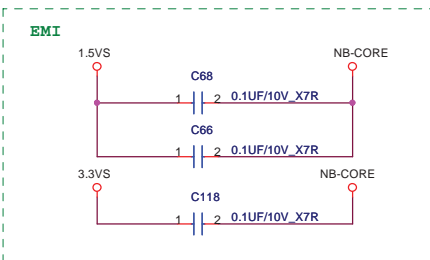 EMI
1.5VS NB-CORE
C68
1 2 0.1UF/10V_X7R
C66
1 2 0.1UF/10V_X7R
3.3VS NB-CORE
C118
1 2 0.1UF/10V_X7R